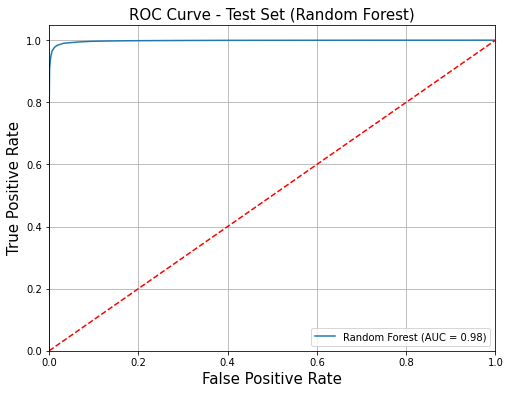 ROC Curve - Test Set (Random Forest)
True Positive Rate
1.0
0.8
0.6
0.4
0.2
0.0
0.0 0.2 0.4 0.6 0.8 1.0
False Positive Rate
Random Forest (AUC = 0.98)